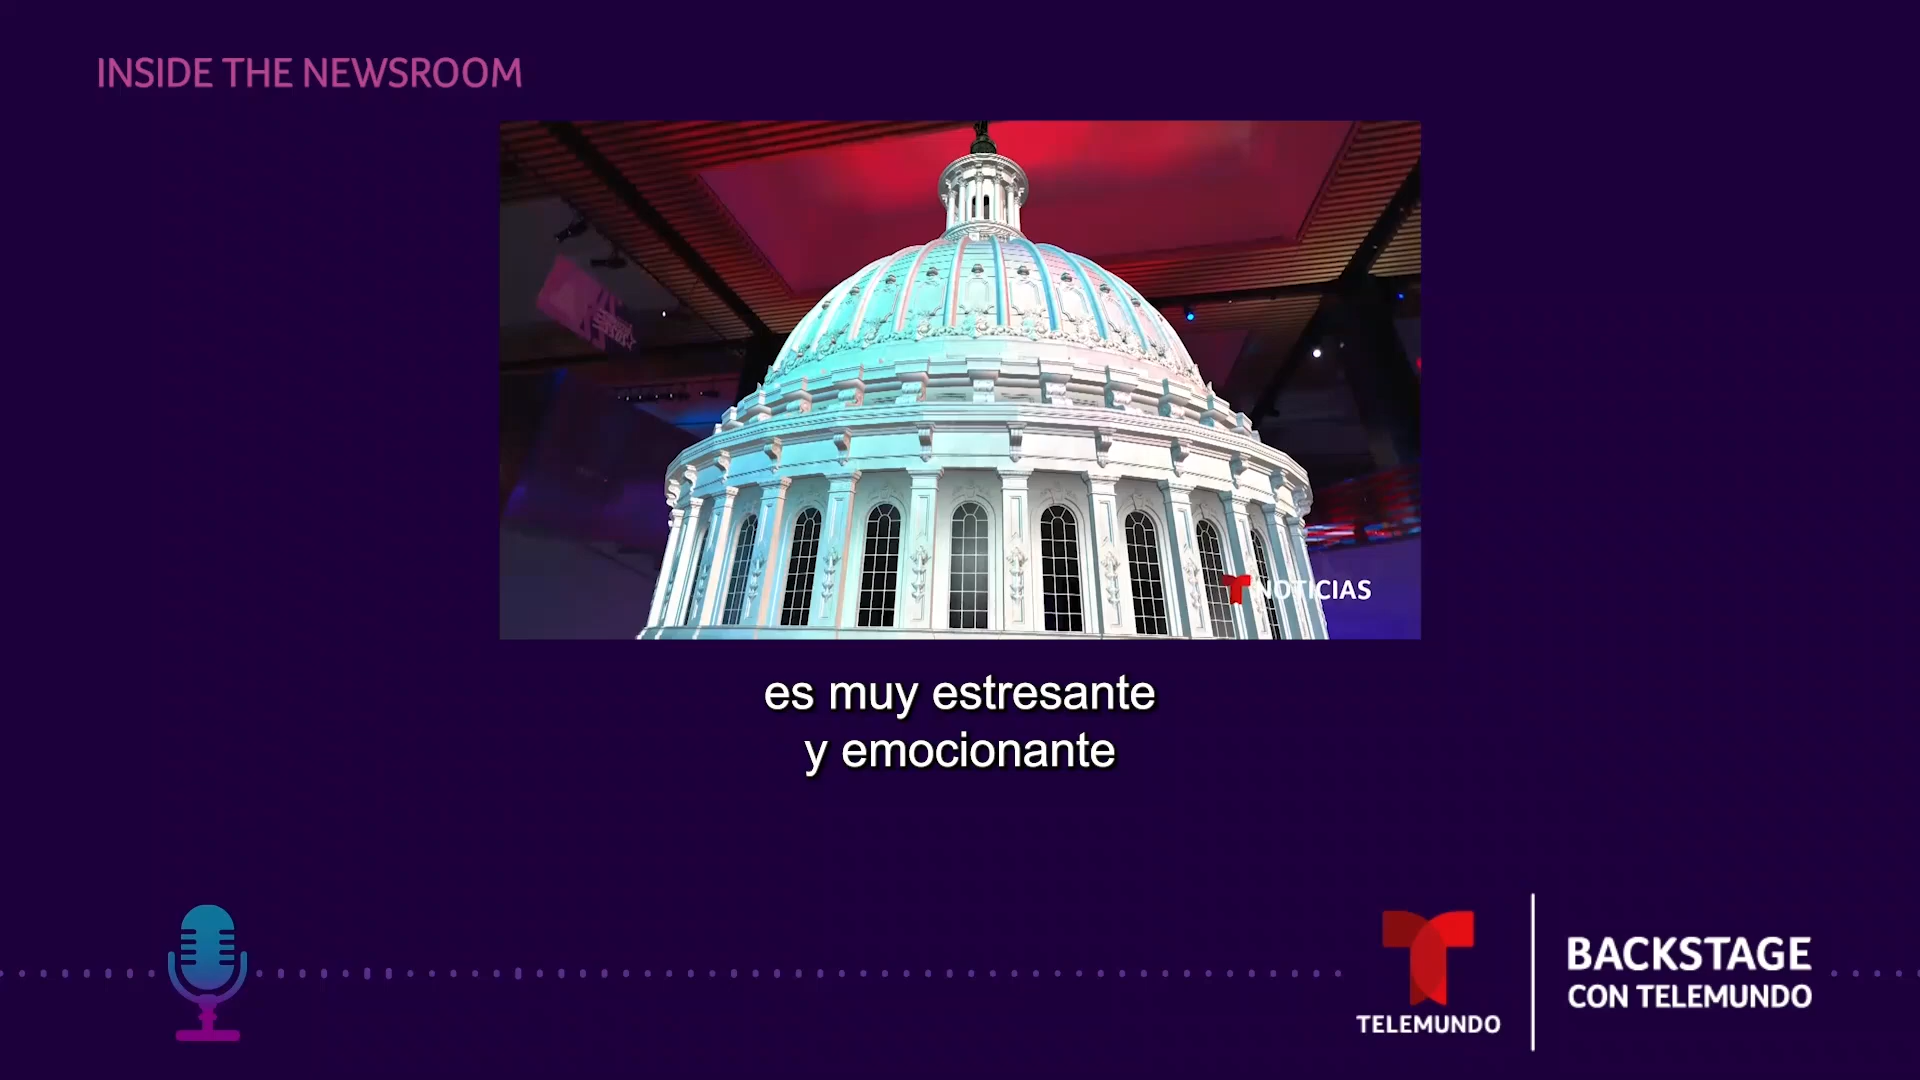 INSIDE THE NEWSROOM
NOTICIAS
es muy estresante
y emocionante
TELEMUNDO
BACKSTAGE
CON TELEMUNDO